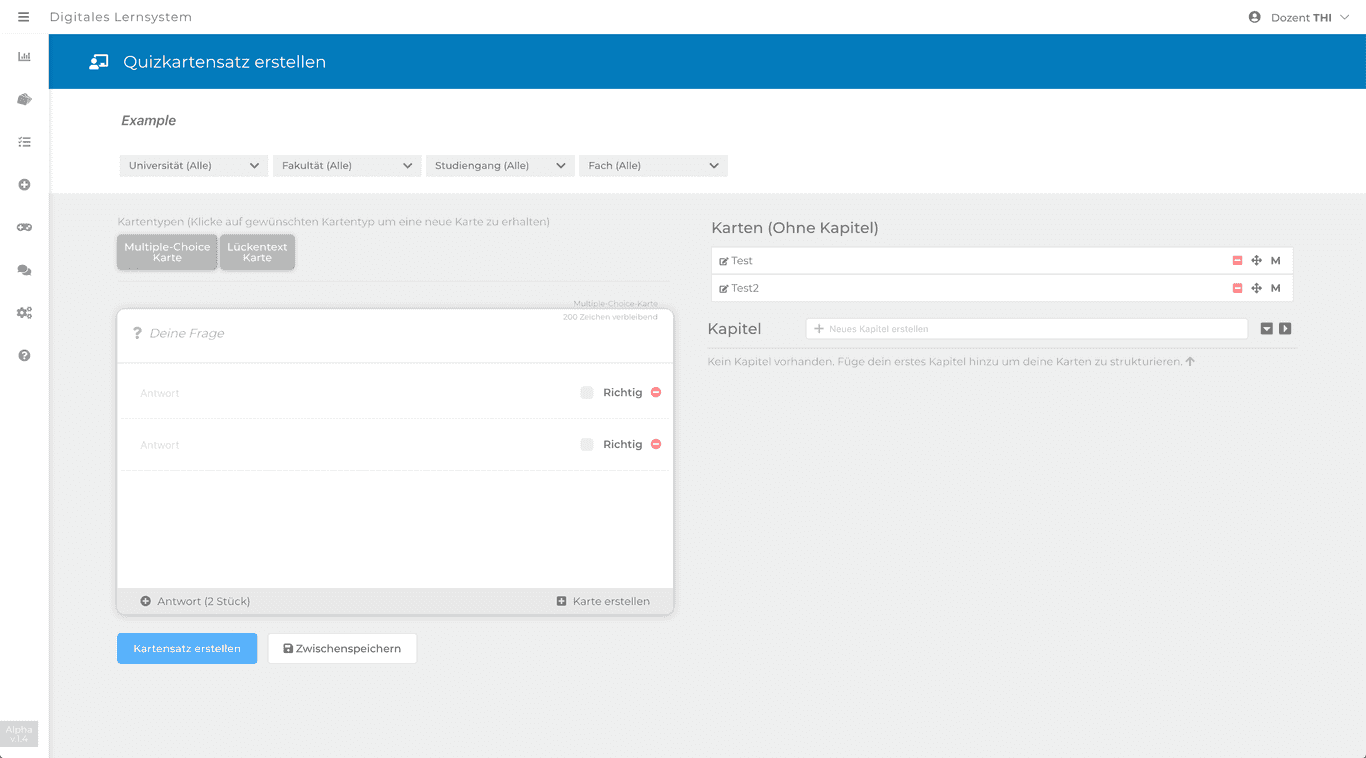 Digitales Lernsystem
Dozent THI
Quizkartensatz erstellen
Example
Universität (Alle)
Fakultät (Alle)
Studiengang (Alle)
Fach (Alle)
Kartentypen (Klicke auf gewünschten Kartentyp um eine neue Karte zu erhalten)
Multiple-Choice
Karte
Lückentext
Karte
Multiple-Choice-Karte
200 Zeichen verbleibend
? Deine Frage
Antwort
Richtig
Antwort
Richtig
Antwort (2 Stück)
Karte erstellen
Kartensatz erstellen
Zwischenspeichern
Karten (Ohne Kapitel)
Test
M
Test2
M
Kapitel
Neues Kapitel erstellen
Kein Kapitel vorhanden. Füge dein erstes Kapitel hinzu um deine Karten zu strukturieren.
Alpha
v.1.4